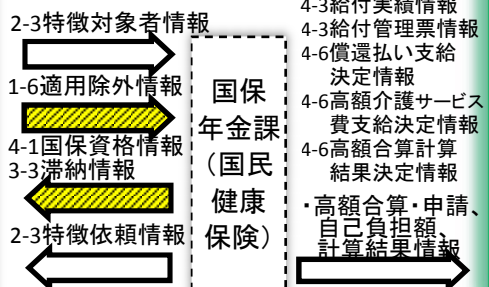 2-3特徴対象者情報
1-6適用除外情報
4-1国保資格情報
3-3滞納情報
2-3特徴依頼情報
国保
年金課
（国民
健康
保険）
4-3給付実績情報
4-3給付管理票情報
4-6償還払い支給
決定情報
4-6高額介護サービス
費支給決定情報
4-6高額合算計算
結果決定情報
・高額合算・申請、
自己負担額、
計算結果情報